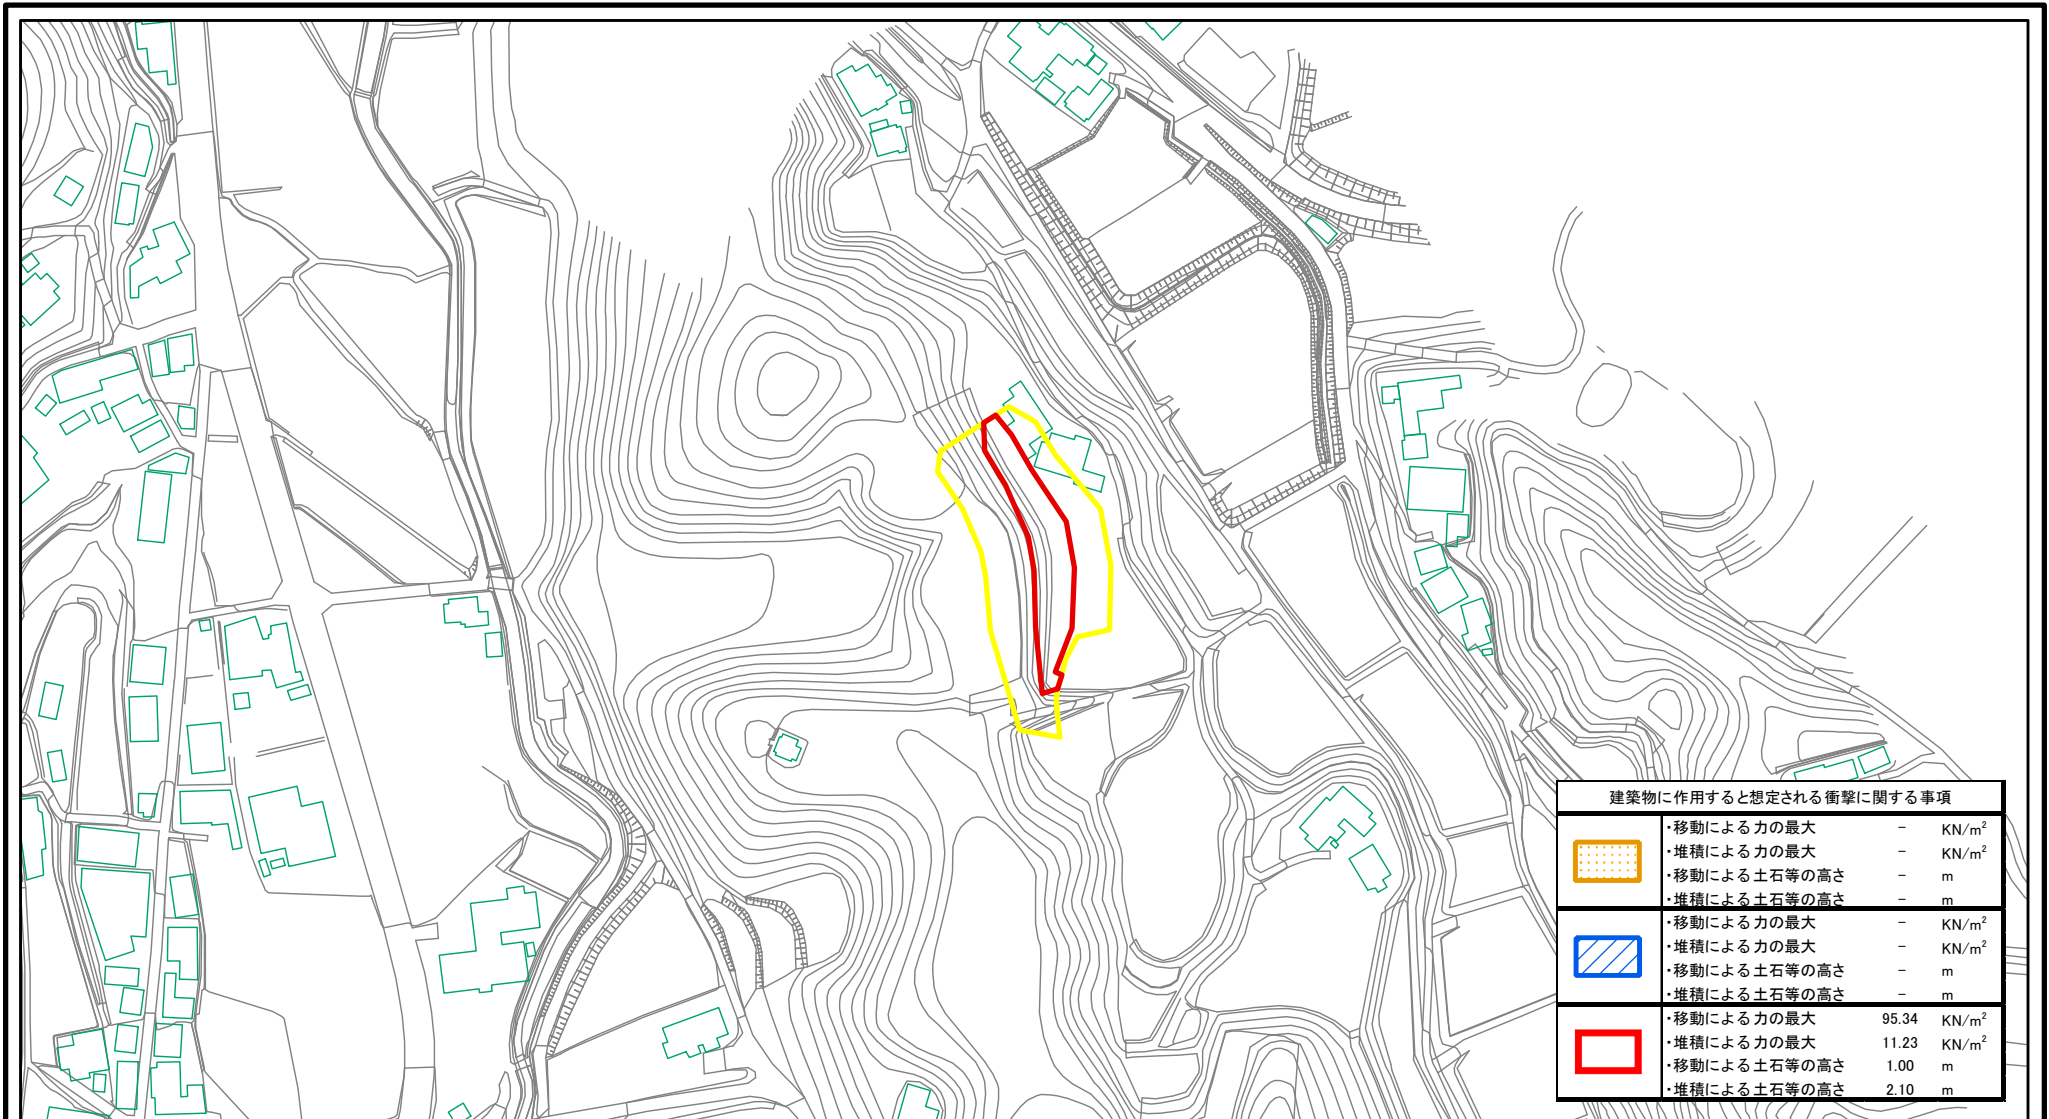 建築物に作用すると想定される衝撃に関する事項
・移動による力の最大 - KN/m²
・堆積による力の最大 - KN/m²
・移動による土石等の高さ - m
・堆積による土石等の高さ - m
・移動による力の最大 - KN/m²
・堆積による力の最大 - KN/m²
・移動による土石等の高さ - m
・堆積による土石等の高さ - m
・移動による力の最大 95.34 KN/m²
・堆積による力の最大 11.23 KN/m²
・移動による土石等の高さ 1.00 m
・堆積による土石等の高さ 2.10 m